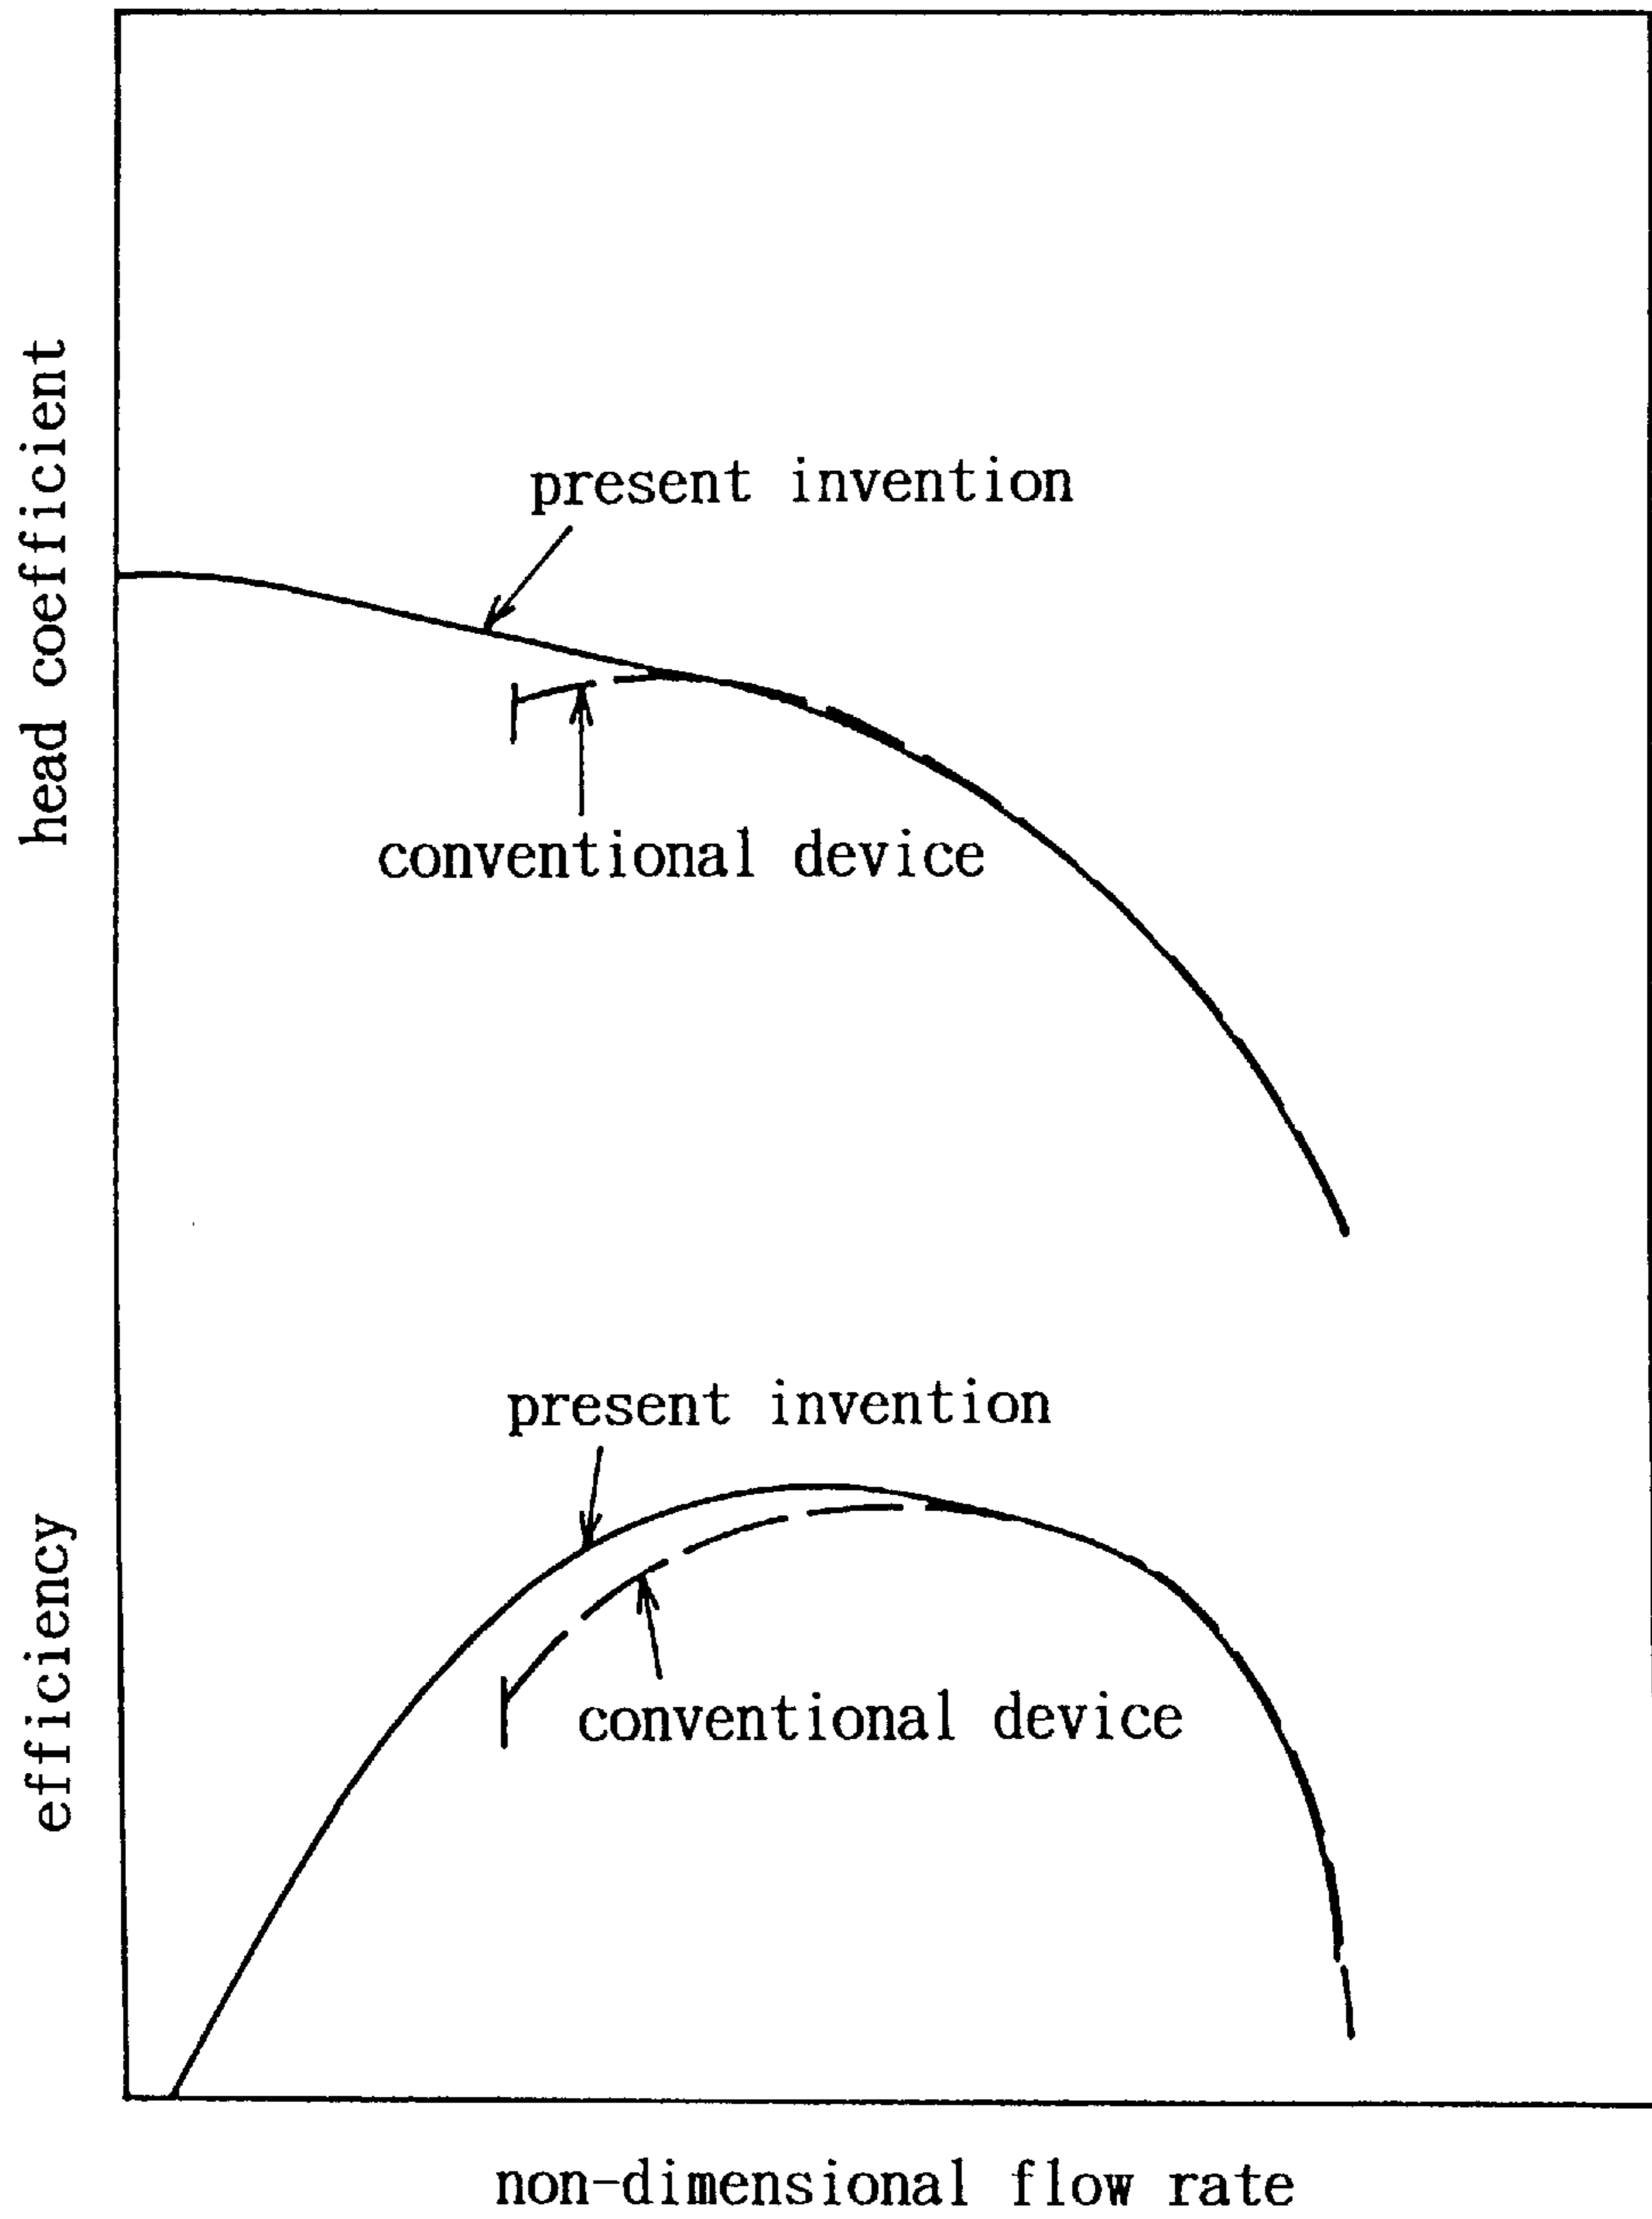 head coefficient
present invention
conventional device
efficiency
present invention
conventional device
non-dimensional flow rate